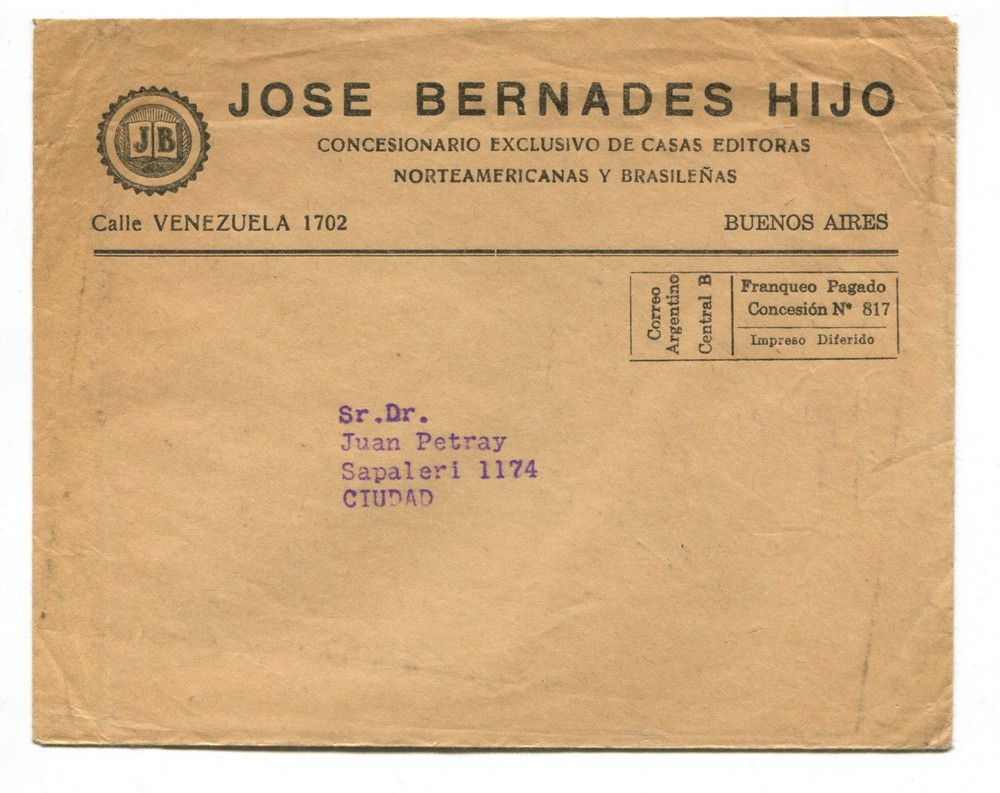 JOSE BERNADES HIJO
JB
CONCESIONARIO EXCLUSIVO DE CASAS EDITORAS
NORTEAMERICANAS Y BRASILEÑAS
Calle VENEZUELA 1702 BUENOS AIRES
Correo
Argentino
Central B
Franqueo Pagado
Concesión Nº 817
Impreso Diferido
Sr.Dr.
Juan Petray
Sapaleri 1174
CIUDAD